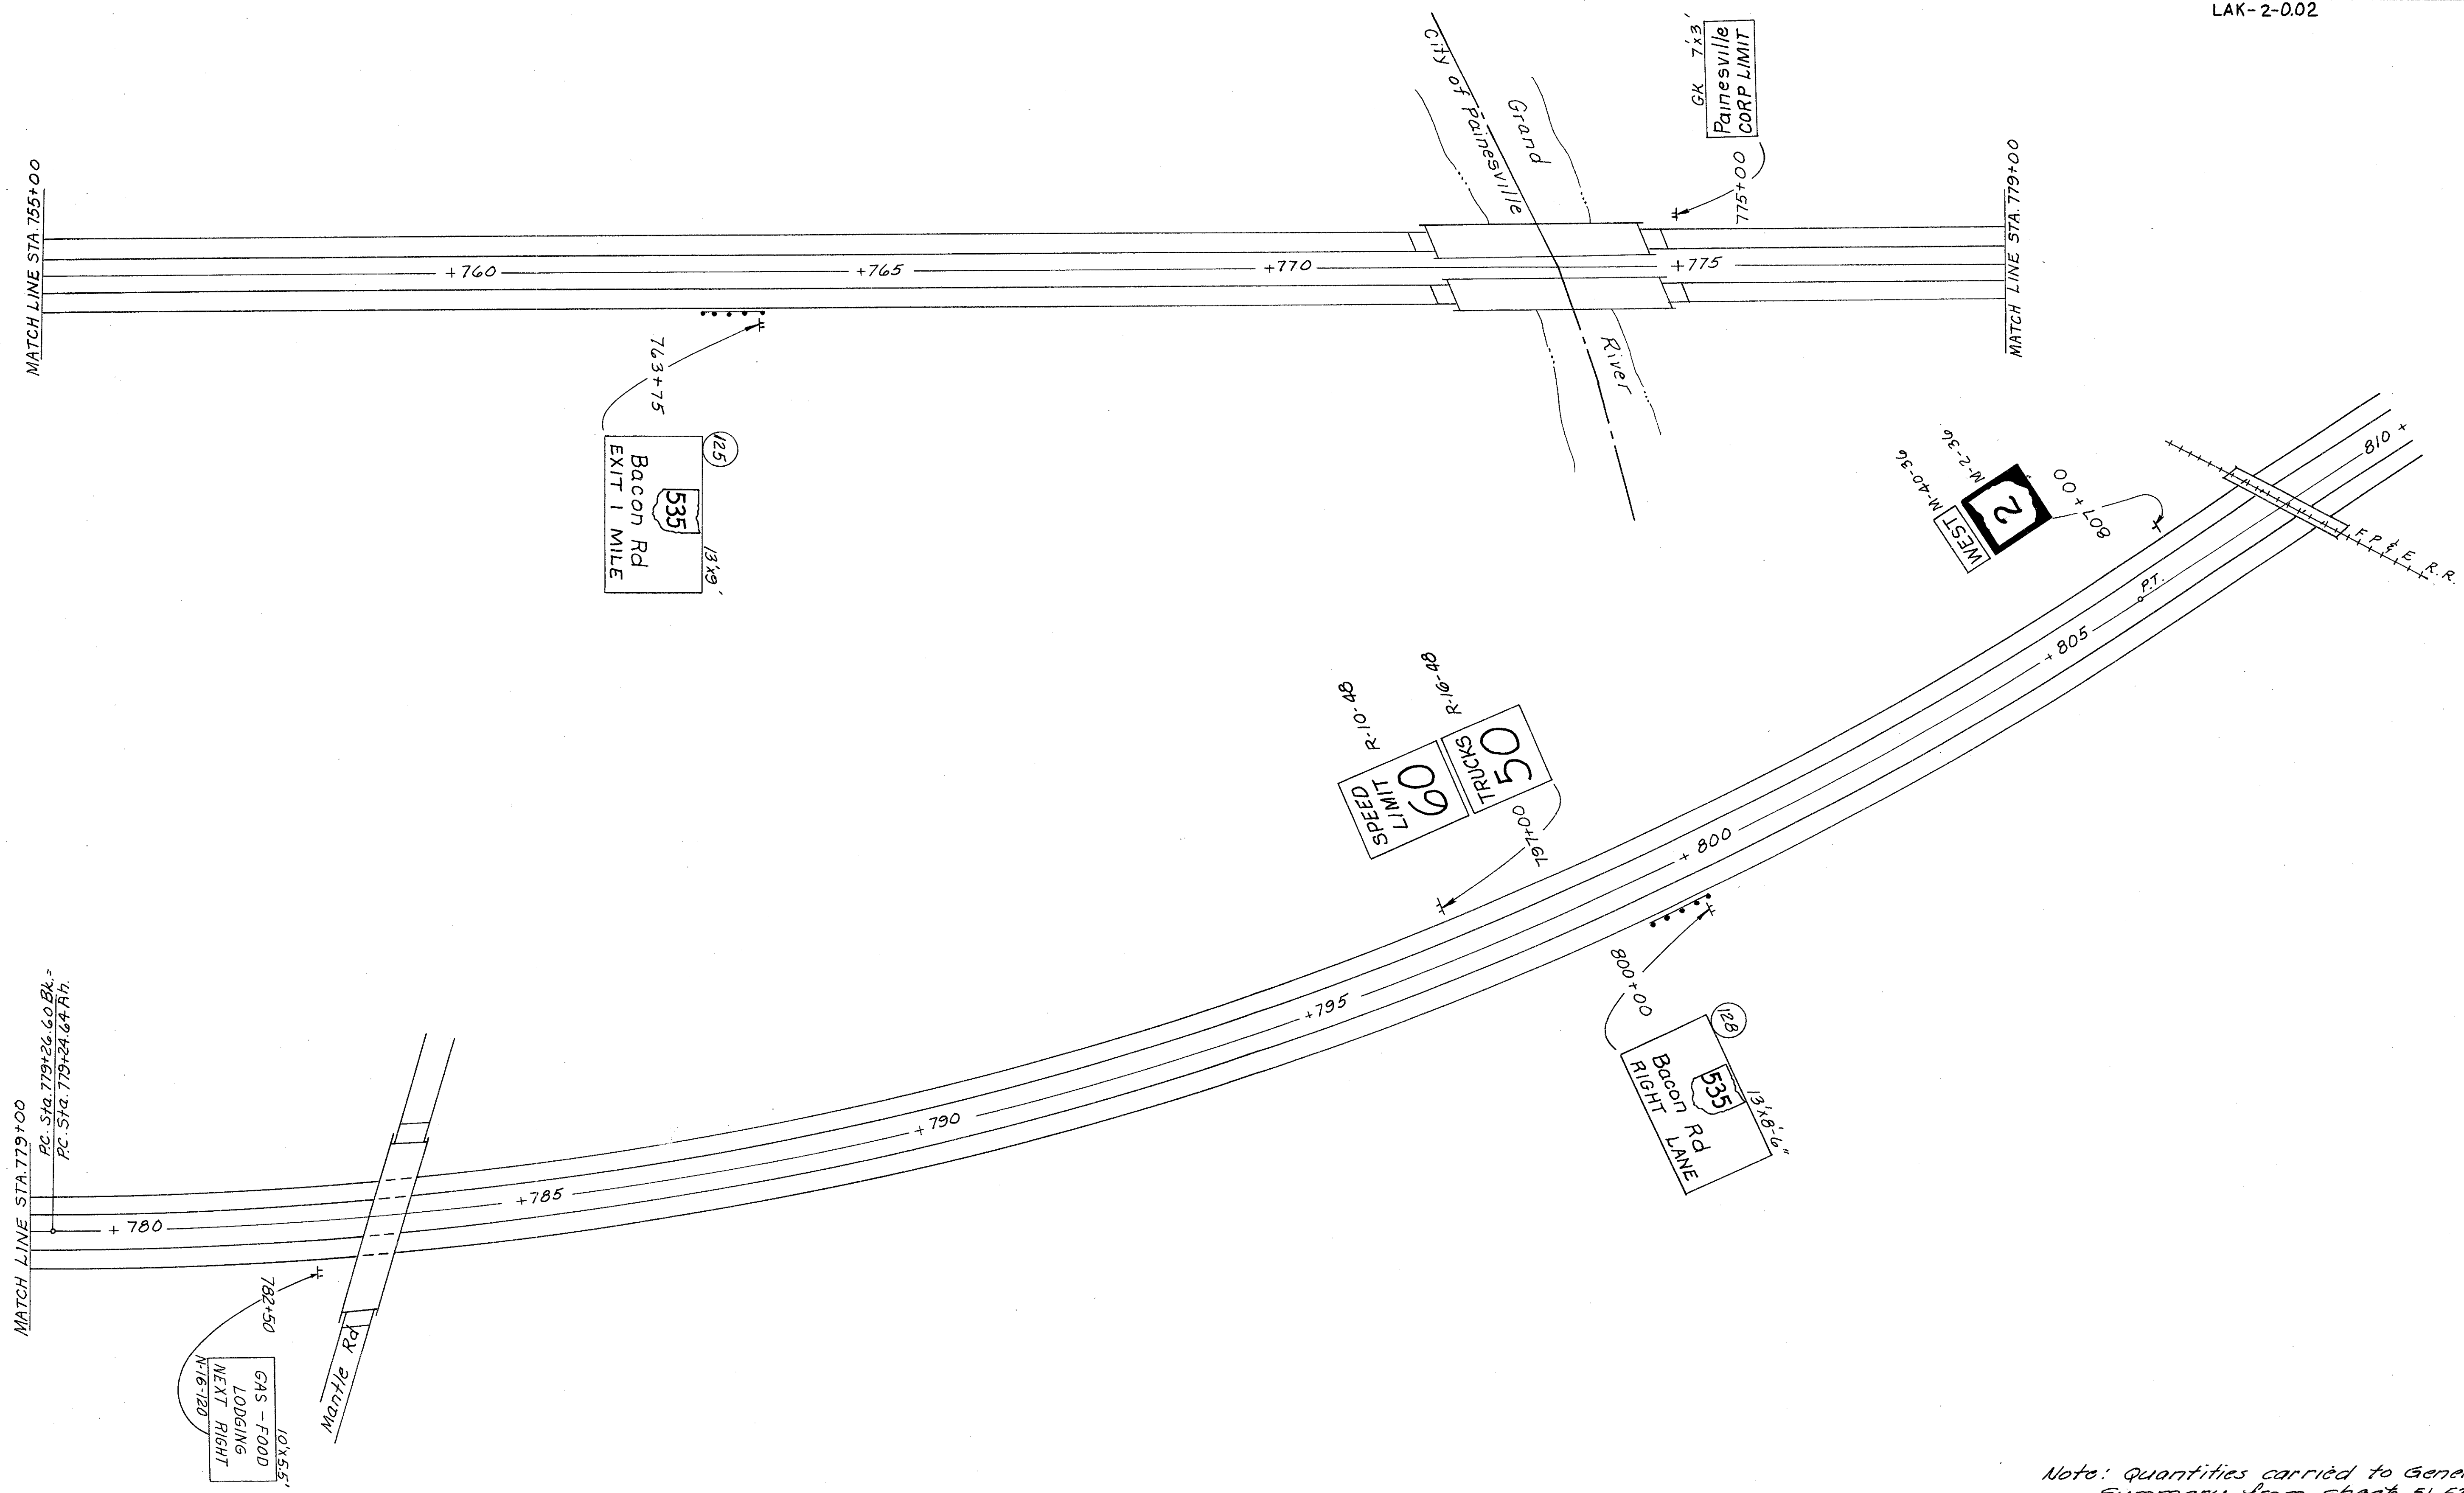 LAK-2-0.02
City of Painesville
Grand
River
GK 7'x3'
Painesville
CORP LIMIT
775+00
MATCH LINE STA. 755+00
+760
+765
+770
+775
MATCH LINE STA. 779+00
763+75
125
535
Bacon Rd
EXIT 1 MILE
13'x9'
M-40-36
M-2-36
WEST
2
807+00
810 +
F P & E R.R.
P.T.
+ 805
R-10-48
R-16-48
SPEED
LIMIT
60
TRUCKS
50
797+00
+ 800
800+00
128
535
Bacon Rd
RIGHT LANE
13'x8'-6"
+795
+ 790
+785
+ 780
P.C. Sta. 779+26.60 Bk.=
P.C. Sta. 779+24.64 Ah.
MATCH LINE STA. 779+00
782+50
Mantle Rd
N-16-120
GAS - FOOD
LODGING
NEXT RIGHT
10'x5.5'
Note: Quantities carried to